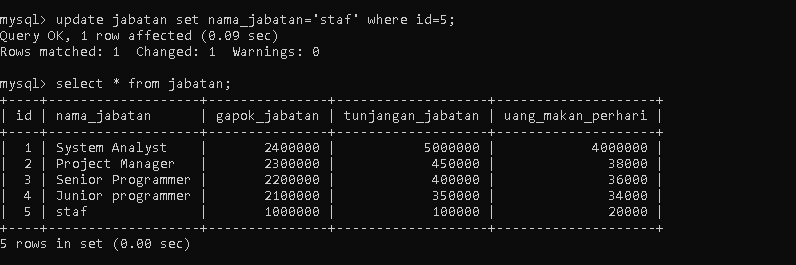 mysql> update jabatan set nama_jabatan='staf' where id=5;
Query OK, 1 row affected (0.09 sec)
Rows matched: 1  Changed: 1  Warnings: 0

mysql> select * from jabatan;
+----+-------------------+---------------+-------------------+--------------------+
| id | nama_jabatan      | gapok_jabatan | tunjangan_jabatan | uang_makan_perhari |
+----+-------------------+---------------+-------------------+--------------------+
|  1 | System Analyst    |       2400000 |           5000000 |            4000000 |
|  2 | Project Manager   |       2300000 |            450000 |              38000 |
|  3 | Senior Programmer |       2200000 |            400000 |              36000 |
|  4 | Junior programmer |       2100000 |            350000 |              34000 |
|  5 | staf              |       1000000 |            100000 |              20000 |
+----+-------------------+---------------+-------------------+--------------------+
5 rows in set (0.00 sec)